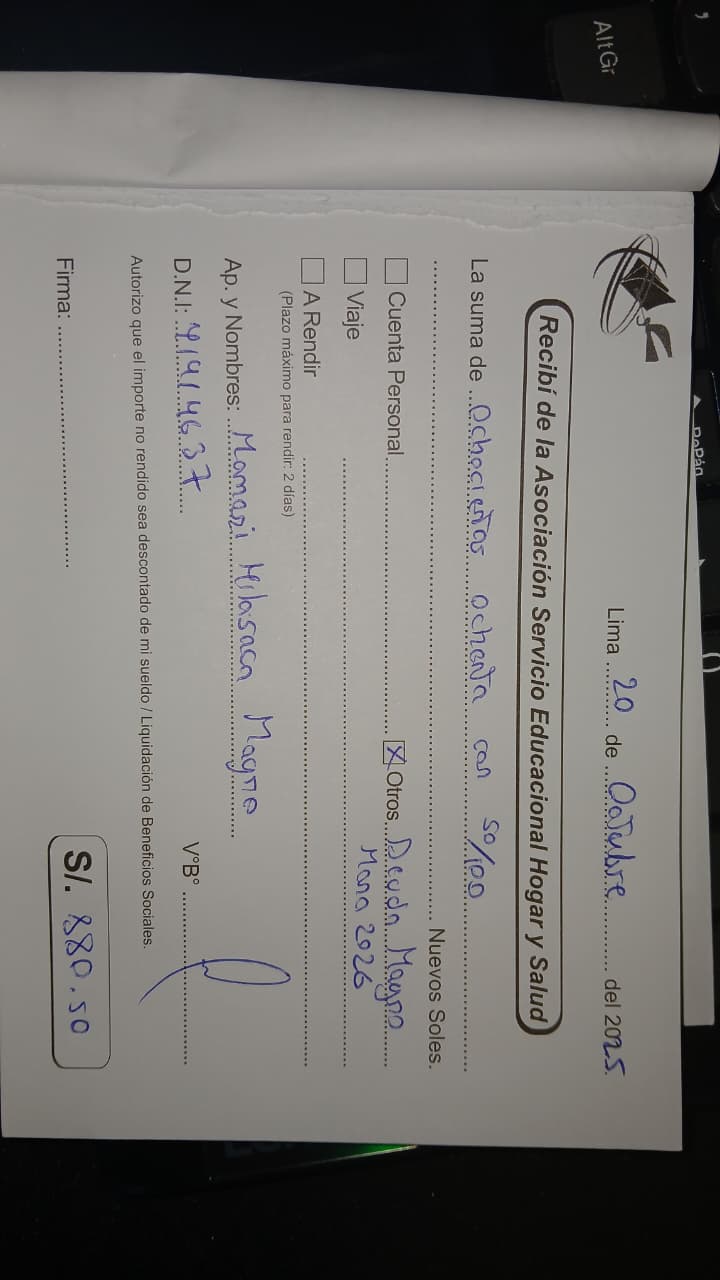 AltGr
RePág
Lima 20 de Octubre del 2025.
Recibí de la Asociación Servicio Educacional Hogar y Salud
La suma de Ochocientos ochenta con 50/100
Nuevos Soles.
Cuenta Personal
X Otros Deuda Magno
Viaje
Mana 2026
A Rendir
(Plazo máximo para rendir: 2 días)
Ap. y Nombres: Mamani Magno
D.N.I: 41914637
V°B°
Autorizo que el importe no rendido sea descontado de mi sueldo / Liquidación de Beneficios Sociales.
Firma:
S/. 880.50